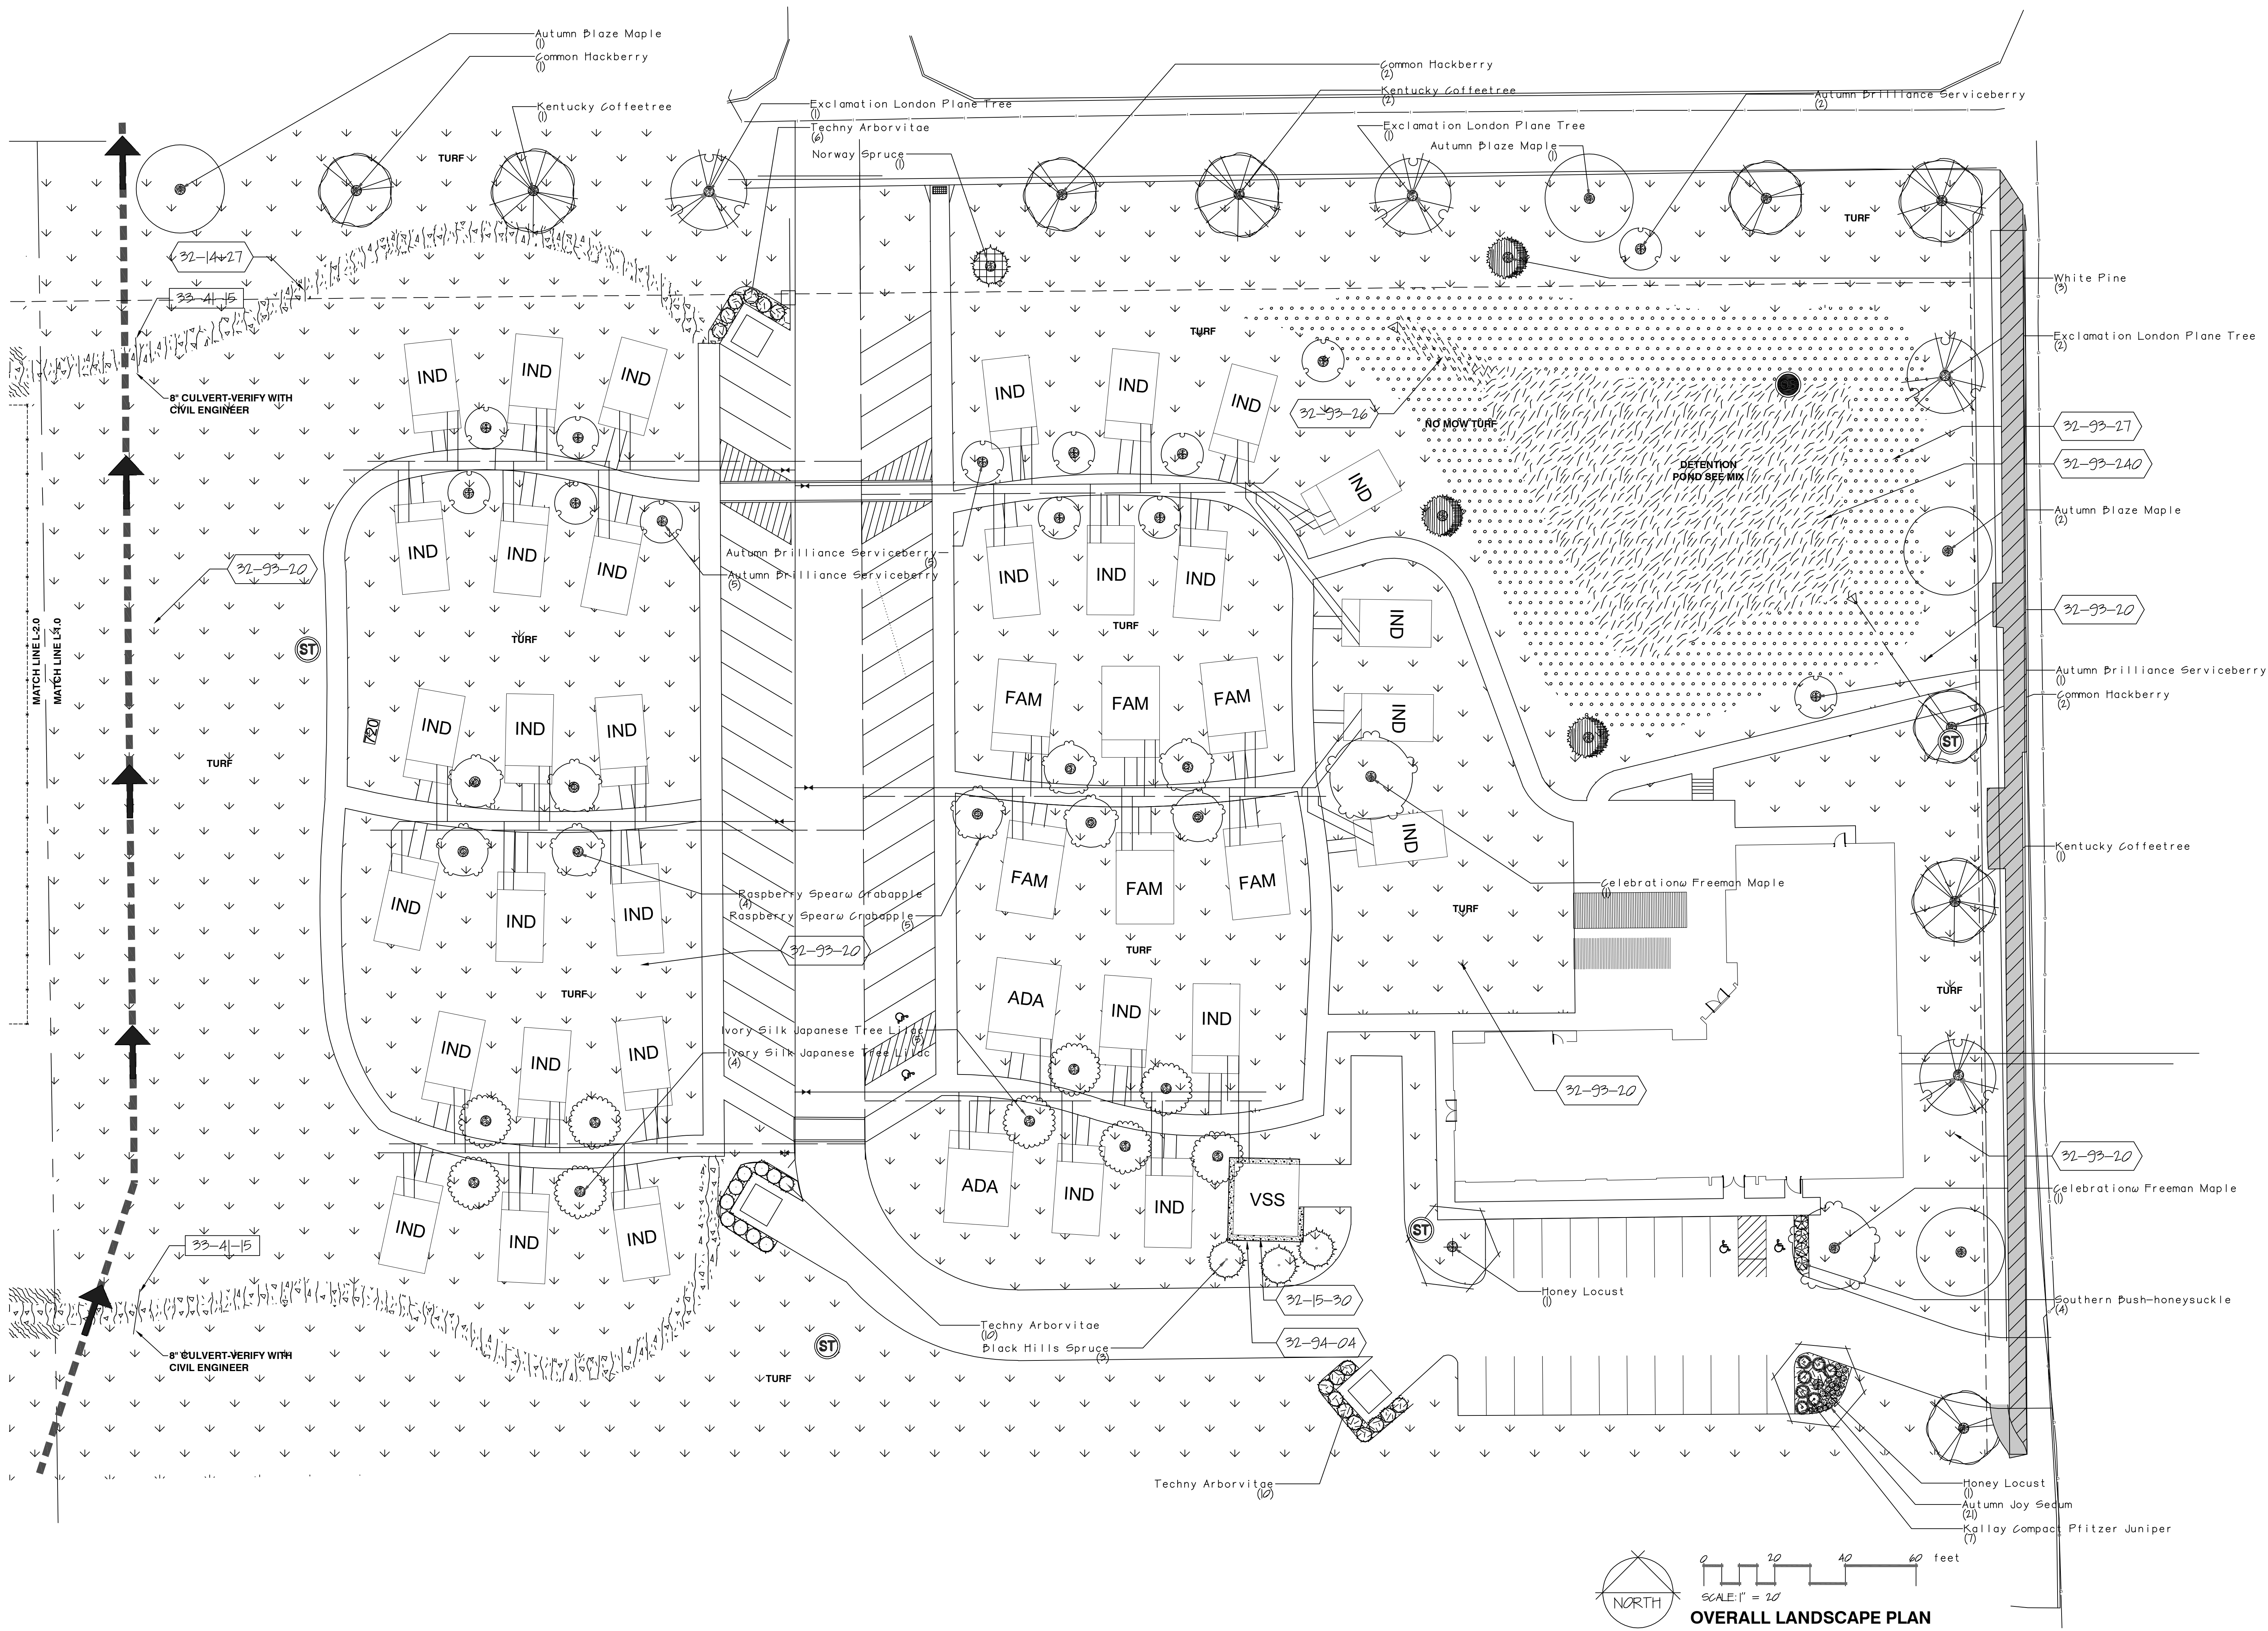 Autumn Blaze Maple
(1)
Common Hackberry
(1)
Kentucky Coffeetree
(1)
Exclamation London Plane Tree
(1)
Techny Arborvitae
(6)
Norway Spruce
(1)
Common Hackberry
(2)
Kentucky Coffeetree
(2)
Exclamation London Plane Tree
(1)
Autumn Blaze Maple
(1)
Autumn Brilliance Serviceberry
(2)
TURF
TURF
32-14-27
33-41-15
White Pine
(3)
TURF
Exclamation London Plane Tree
(2)
8" CULVERT-VERIFY WITH
CIVIL ENGINEER
IND
IND
IND
IND
IND
IND
32-93-26
NO MOW TURF
32-93-27
DETENTION
POND SEE MIX
32-93-240
IND
Autumn Blaze Maple
(2)
IND
IND
IND
Autumn Brilliance Serviceberry
(5)
Autumn Brilliance Serviceberry
(5)
IND
IND
IND
32-93-20
32-93-20
IND
TURF
TURF
ST
MATCH LINE L-2.0
MATCH LINE L-1.0
Autumn Brilliance Serviceberry
(1)
Common Hackberry
(2)
FAM
FAM
FAM
IND
720
IND
IND
IND
ST
TURF
IND
Kentucky Coffeetree
(1)
FAM
FAM
FAM
Celebrationω Freeman Maple
(1)
Raspberry Spearω Crabapple
(4)
Raspberry Spearω Crabapple
(5)
IND
IND
IND
TURF
32-93-20
TURF
TURF
TURF
ADA
IND
IND
Ivory Silk Japanese Tree Lilac
(5)
Ivory Silk Japanese Tree Lilac
(4)
IND
IND
IND
32-93-20
32-93-20
ADA
IND
IND
VSS
Celebrationω Freeman Maple
(1)
IND
IND
IND
ST
33-41-15
Honey Locust
(1)
32-15-30
Southern Bush-honeysuckle
(4)
Techny Arborvitae
(10)
Black Hills Spruce
(3)
32-94-04
ST
8" CULVERT-VERIFY WITH
CIVIL ENGINEER
TURF
Techny Arborvitae
(10)
Honey Locust
(1)
Autumn Joy Sedum
(21)
Kallay Compact Pfitzer Juniper
(7)
0 20 40 60 feet
SCALE: 1" = 20'
NORTH
OVERALL LANDSCAPE PLAN